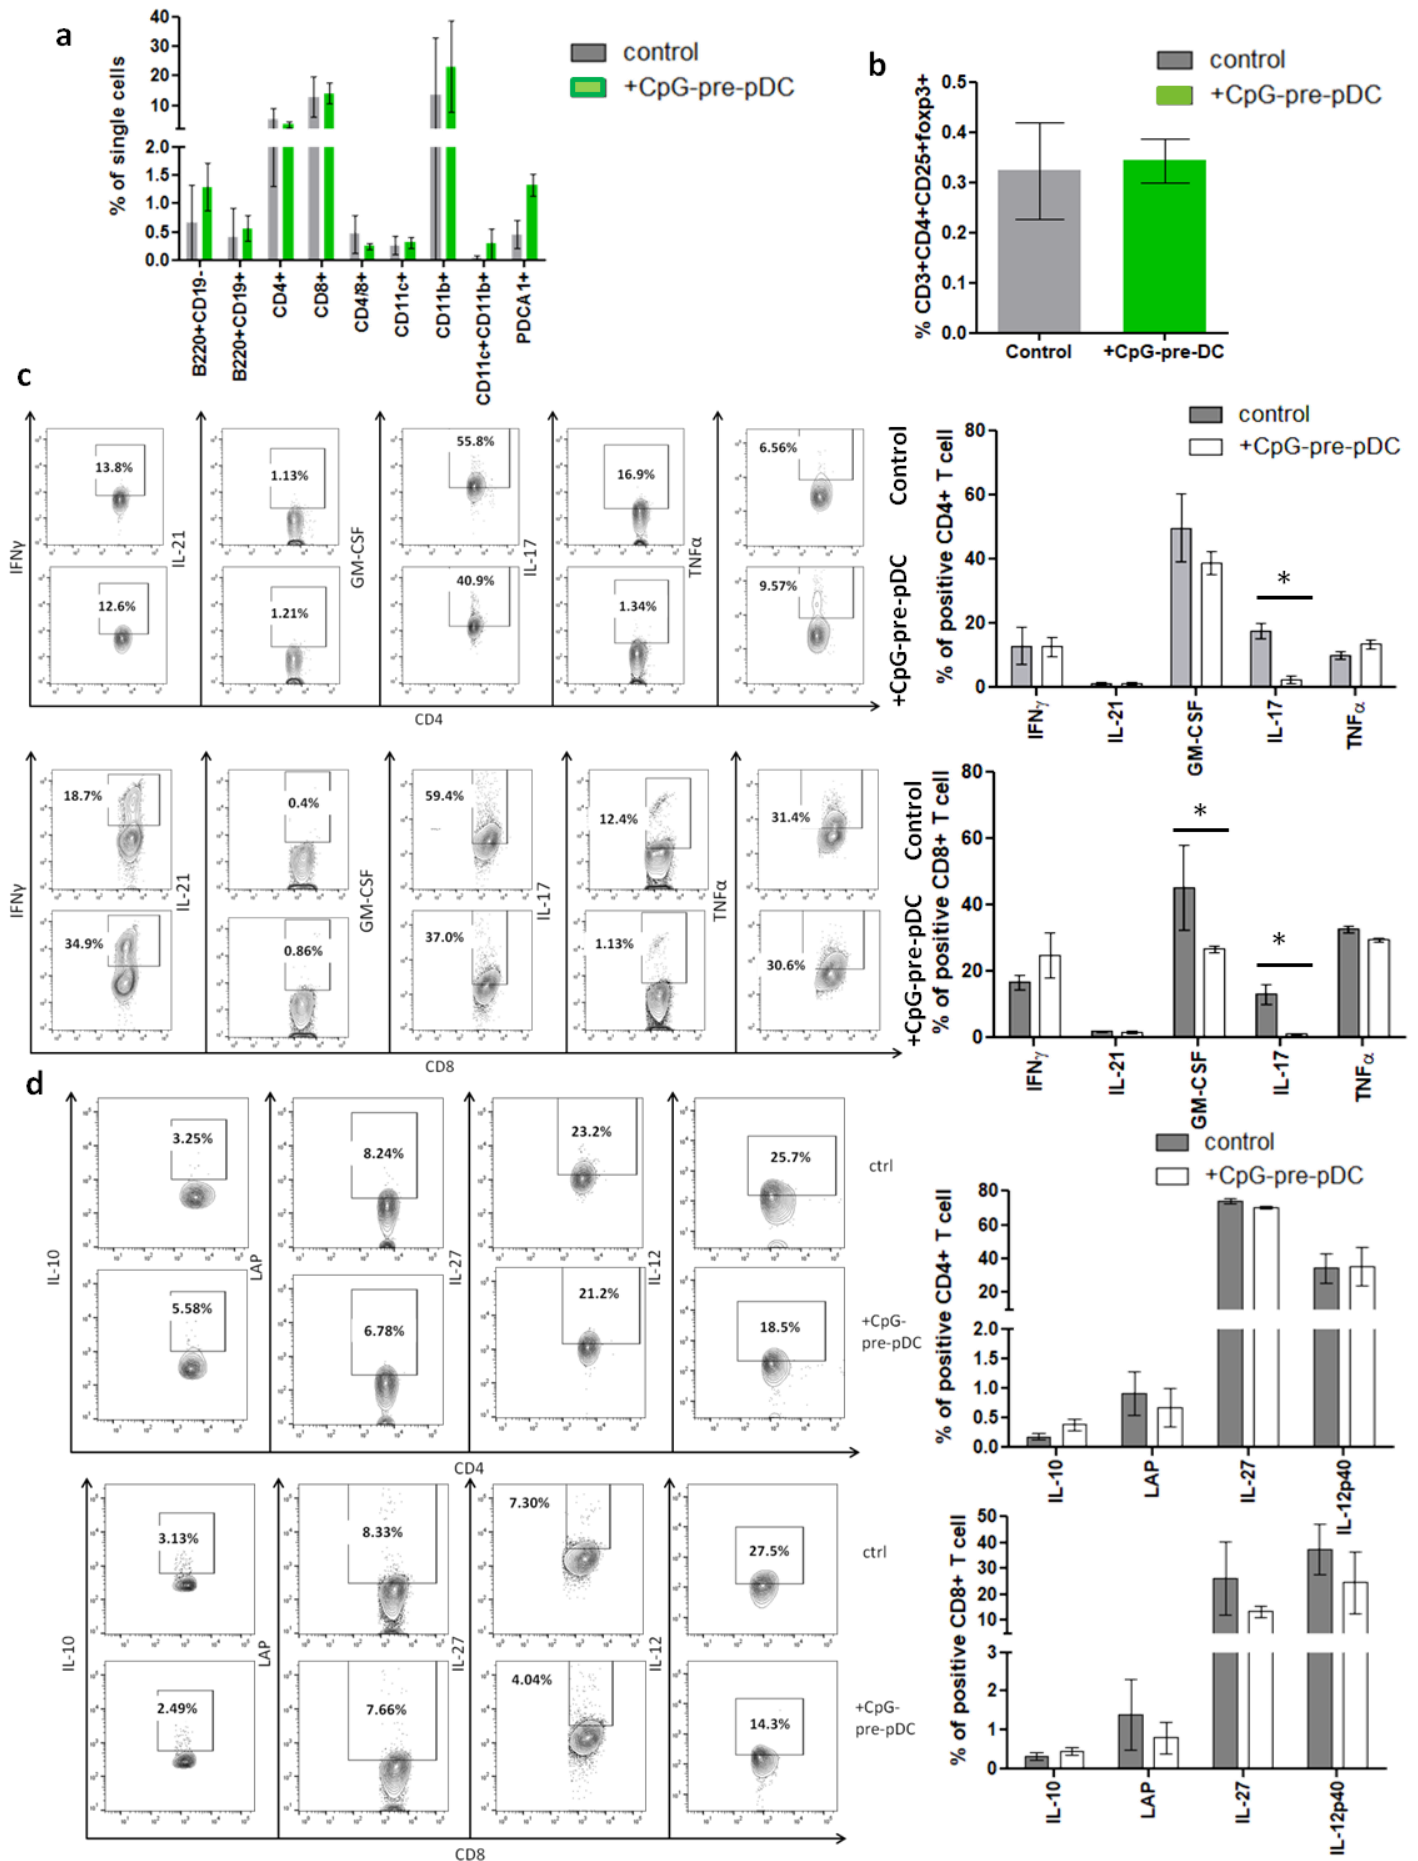 a
% of single cells
40
30
20
10
2.0
1.5
1.0
0.5
0.0
B220+CD19-
B220+CD19+
CD4+
CD8+
CD4/8+
CD11c+
CD11b+
CD11c+CD11b+
PDCA1+
control
+CpG-pre-pDC
b
control
+CpG-pre-pDC
% CD3+CD4+CD25+foxp3+
0.5
0.4
0.3
0.2
0.1
0.0
Control
+CpG-pre-DC
c
IFNγ
IL-21
GM-CSF
IL-17
TNFα
13.8%
1.13%
55.8%
16.9%
6.56%
Control
12.6%
1.21%
40.9%
1.34%
9.57%
+CpG-pre-pDC
CD4
control
+CpG-pre-pDC
% of positive CD4+ T cell
80
60
40
20
0
*
IFNγ
IL-21
GM-CSF
IL-17
TNFα
IFNγ
IL-21
GM-CSF
IL-17
TNFα
18.7%
0.4%
59.4%
12.4%
31.4%
Control
34.9%
0.86%
37.0%
1.13%
30.6%
+CpG-pre-pDC
CD8
% of positive CD8+ T cell
80
60
40
20
0
*
*
IFNγ
IL-21
GM-CSF
IL-17
TNFα
d
IL-10
LAP
IL-27
IL-12
3.25%
8.24%
23.2%
25.7%
ctrl
5.58%
6.78%
21.2%
18.5%
+CpG-
pre-pDC
CD4
control
+CpG-pre-pDC
% of positive CD4+ T cell
80
60
40
20
2.0
1.5
1.0
0.5
0.0
IL-10
LAP
IL-27
IL-12p40
IL-10
LAP
IL-27
IL-12
3.13%
8.33%
7.30%
27.5%
ctrl
2.49%
7.66%
4.04%
14.3%
+CpG-
pre-pDC
CD8
% of positive CD8+ T cell
50
40
30
20
10
3
2
1
0
IL-10
LAP
IL-27
IL-12p40